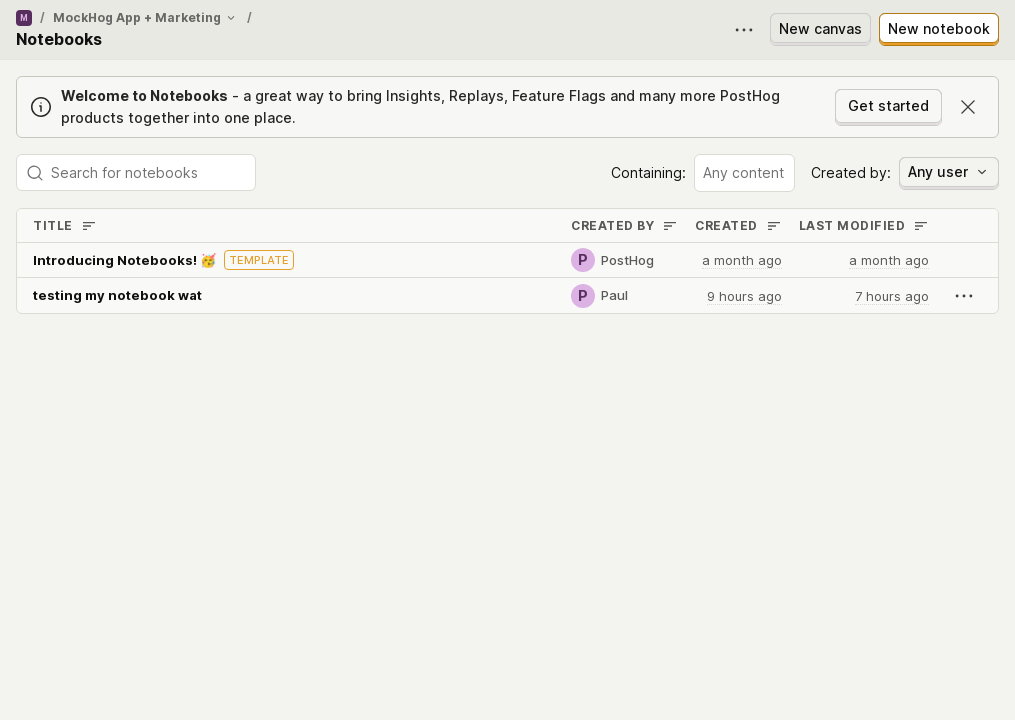 M / MockHog App + Marketing /
Notebooks
New canvas
New notebook
Welcome to Notebooks - a great way to bring Insights, Replays, Feature Flags and many more PostHog
products together into one place.
Get started
Search for notebooks
Containing: Any content
Created by: Any user
TITLE CREATED BY CREATED LAST MODIFIED
Introducing Notebooks! 🥳 TEMPLATE P PostHog a month ago a month ago
testing my notebook wat P Paul 9 hours ago 7 hours ago